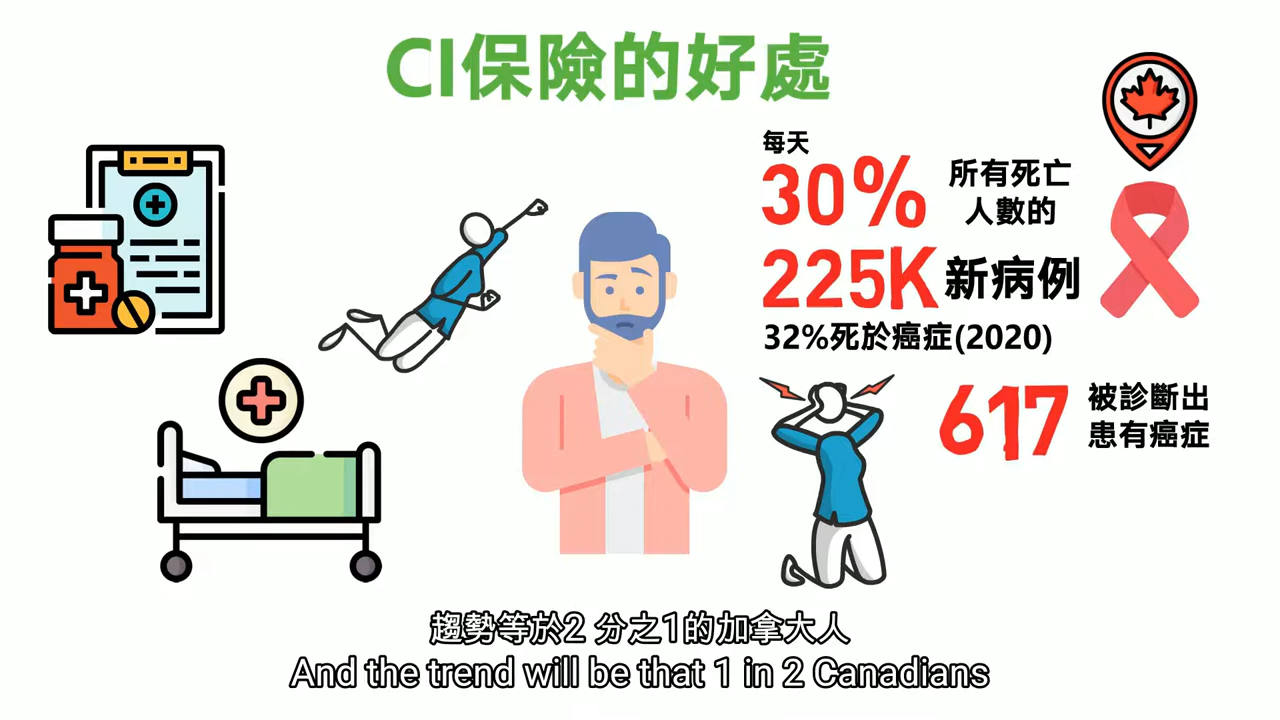 CI保險的好處
每天
30% 所有死亡
人數的
225K 新病例
32%死於癌症(2020)
617 被診斷出
患有癌症
趨勢等於2 分之1的加拿大人
And the trend will be that 1 in 2 Canadians